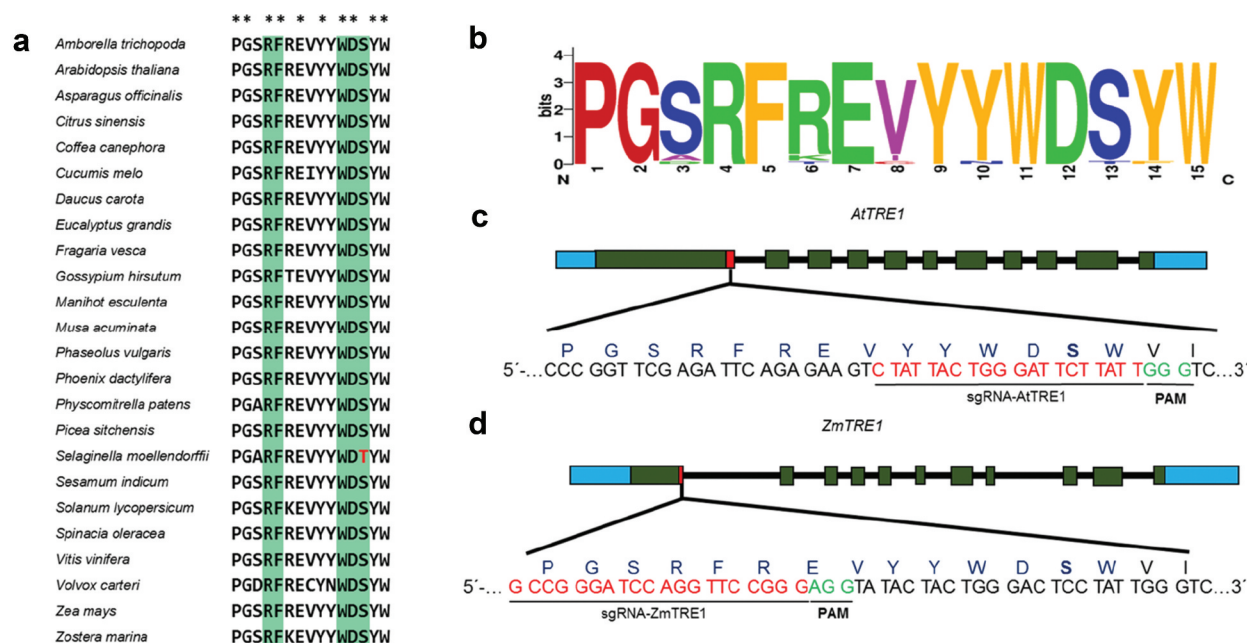 a
** ** * * ** **
Amborella trichopoda PGSRFREVYYWDSYW
Arabidopsis thaliana PGSRFREVYYWDSYW
Asparagus officinalis PGSRFREVYYWDSYW
Citrus sinensis PGSRFREVYYWDSYW
Coffea canephora PGSRFREVYYWDSYW
Cucumis melo PGSRFREIYYWDSYW
Daucus carota PGSRFREVYYWDSYW
Eucalyptus grandis PGSRFREVYYWDSYW
Fragaria vesca PGSRFREVYYWDSYW
Gossypium hirsutum PGSRFTEVYYWDSYW
Manihot esculenta PGSRFREVYYWDSYW
Musa acuminata PGSRFREVYYWDSYW
Phaseolus vulgaris PGSRFREVYYWDSYW
Phoenix dactylifera PGSRFREVYYWDSYW
Physcomitrella patens PGARFREVYYWDSYW
Picea sitchensis PGSRFREVYYWDSYW
Selaginella moellendorffii PGARFREVYYWDTYW
Sesamum indicum PGSRFREVYYWDSYW
Solanum lycopersicum PGSRFKEVYYWDSYW
Spinacia oleracea PGSRFREVYYWDSYW
Vitis vinifera PGSRFREVYYWDSYW
Volvox carteri PGDRFRECYNWDSYW
Zea mays PGSRFREVYYWDSYW
Zostera marina PGSRFKEVYYWDSYW
b
bits
4
3
2
1
0
PGSRFREVYYWDSYW
N 1 2 3 4 5 6 7 8 9 10 11 12 13 14 15 C
c
AtTRE1
P G S R F R E V Y Y W D S W V I
5´-...CCC GGT TCG AGA TTC AGA GAA GTC TAT TAC TGG GAT TCT TAT TGG GTC...3´
sgRNA-AtTRE1 PAM
d
ZmTRE1
P G S R F R E V Y Y W D S W V I
5´-... G CCG GGA TCC AGG TTC CGG GAGG TA TAC TAC TGG GAC TCC TAT TGG GTC...3´
sgRNA-ZmTRE1 PAM